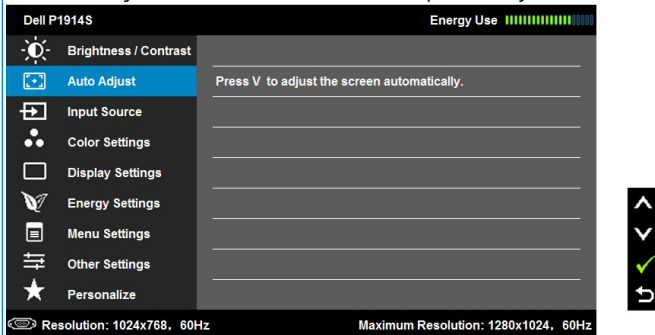 Dell P1914S Energy Use
Brightness / Contrast
Auto Adjust Press V to adjust the screen automatically.
Input Source
Color Settings
Display Settings
Energy Settings
Menu Settings
Other Settings
Personalize
Resolution: 1024x768, 60Hz Maximum Resolution: 1280x1024, 60Hz